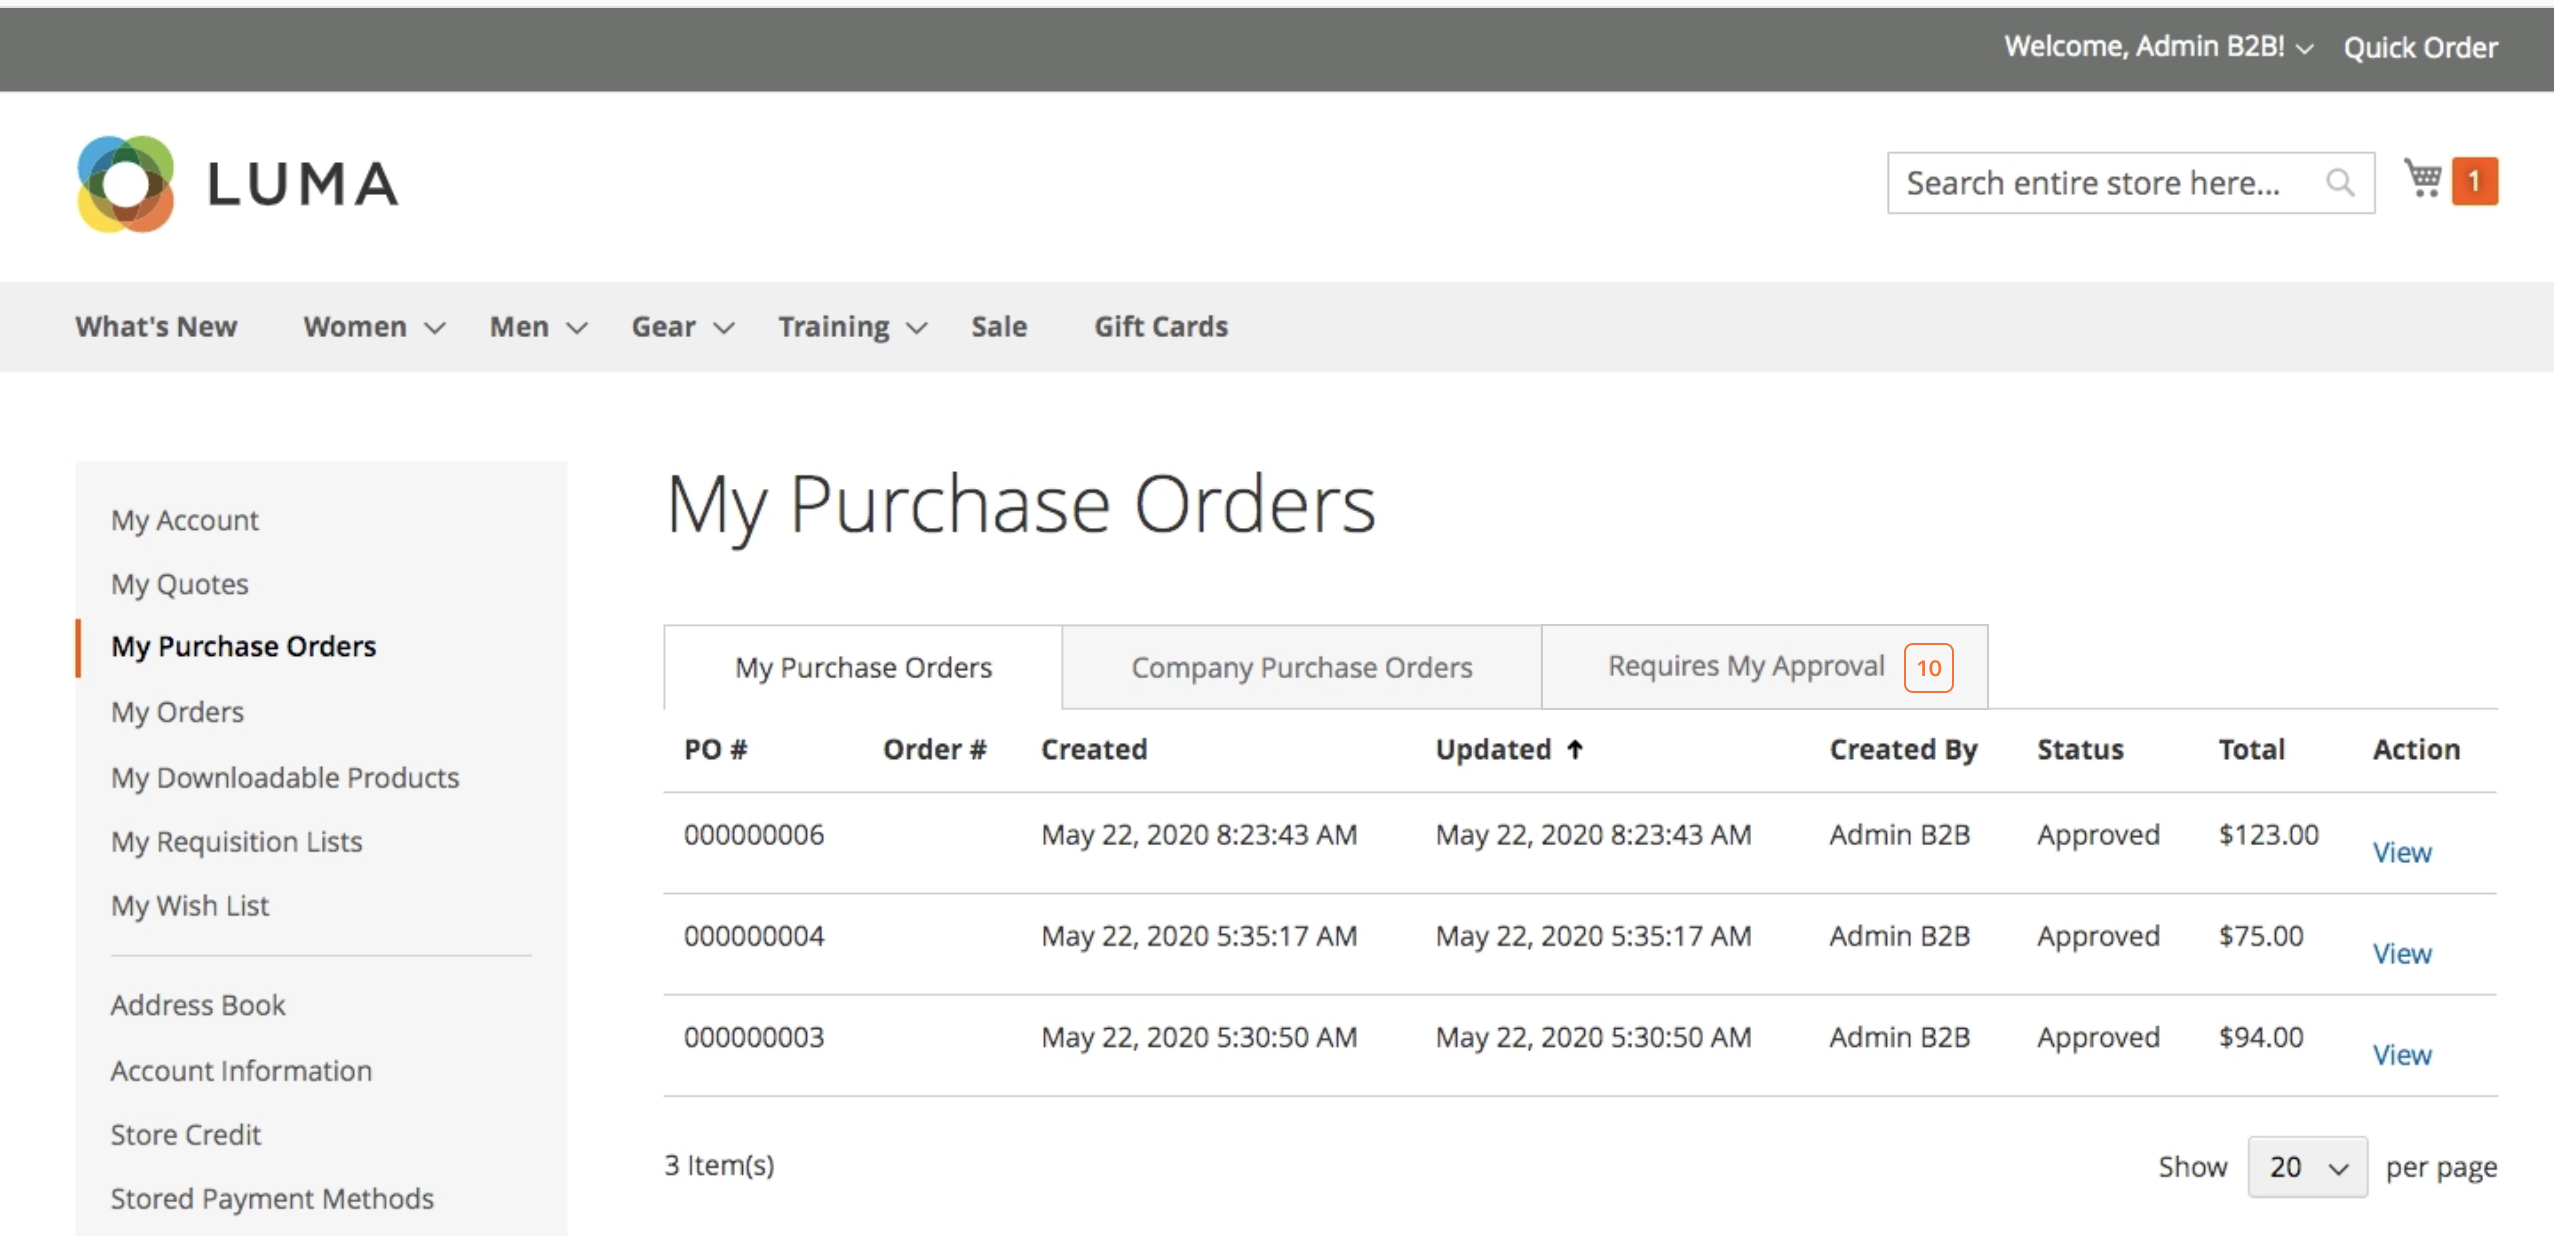 Welcome, Admin B2B! Quick Order
LUMA
Search entire store here... 1
What's New Women Men Gear Training Sale Gift Cards
My Account
My Quotes
My Purchase Orders
My Orders
My Downloadable Products
My Requisition Lists
My Wish List
Address Book
Account Information
Store Credit
Stored Payment Methods
My Purchase Orders
My Purchase Orders Company Purchase Orders Requires My Approval 10
PO # Order # Created Updated ↑ Created By Status Total Action
000000006 May 22, 2020 8:23:43 AM May 22, 2020 8:23:43 AM Admin B2B Approved $123.00 View
000000004 May 22, 2020 5:35:17 AM May 22, 2020 5:35:17 AM Admin B2B Approved $75.00 View
000000003 May 22, 2020 5:30:50 AM May 22, 2020 5:30:50 AM Admin B2B Approved $94.00 View
3 Item(s) Show 20 per page